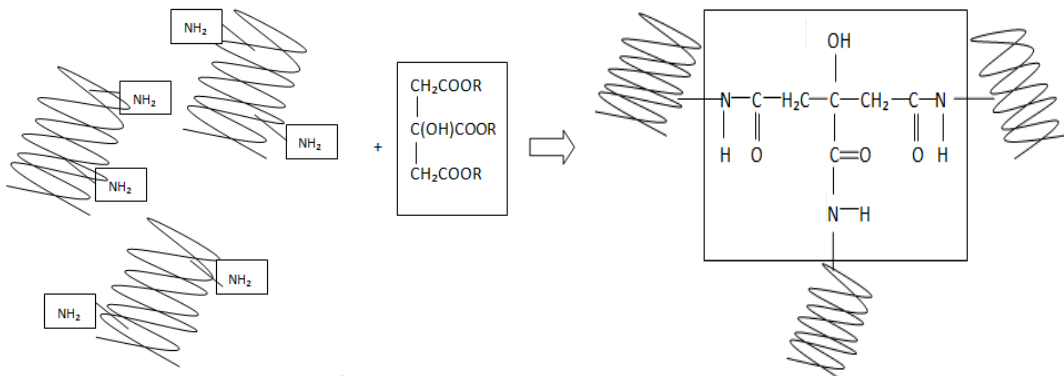 NH₂
NH₂
NH₂
NH₂
NH₂
NH₂
+
CH₂COOR
C(OH)COOR
CH₂COOR
OH
N C H₂C C CH₂ C N
H O C=O O H
N H